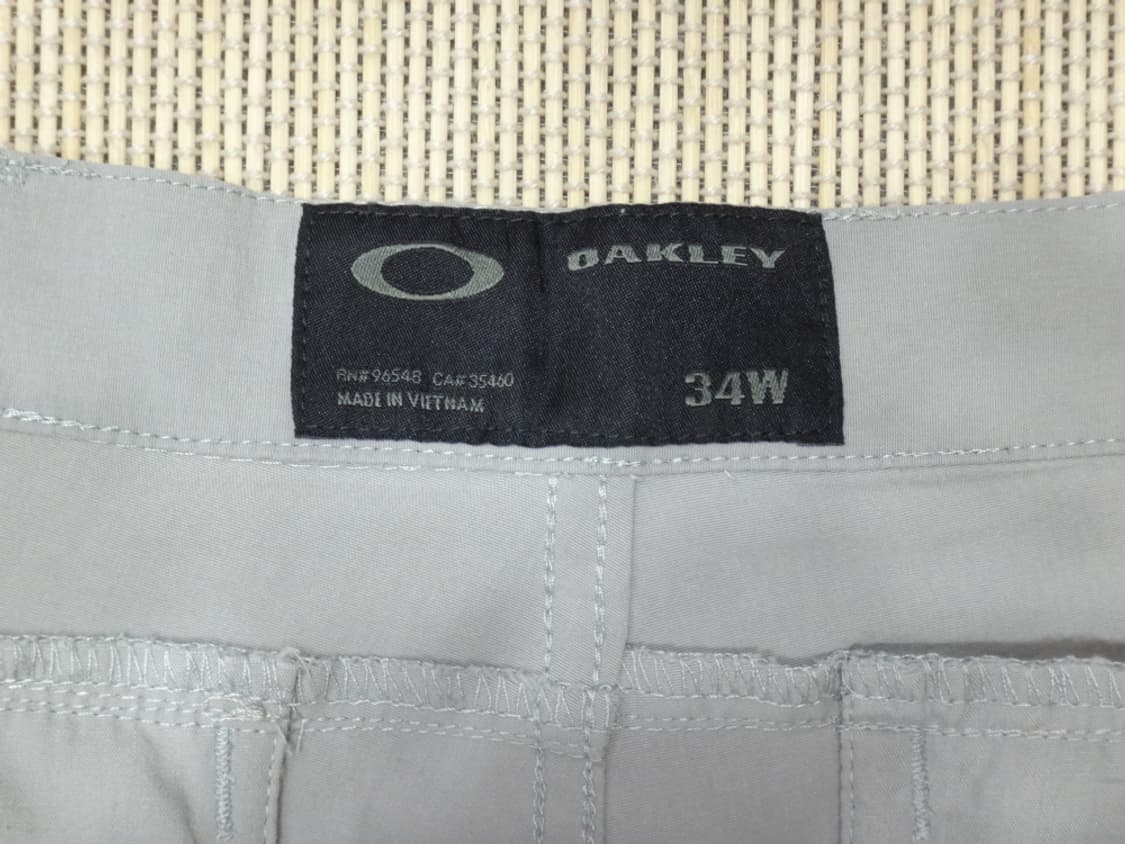 OAKLEY
RN# 96548 CA# 35460
MADE IN VIETNAM
34W